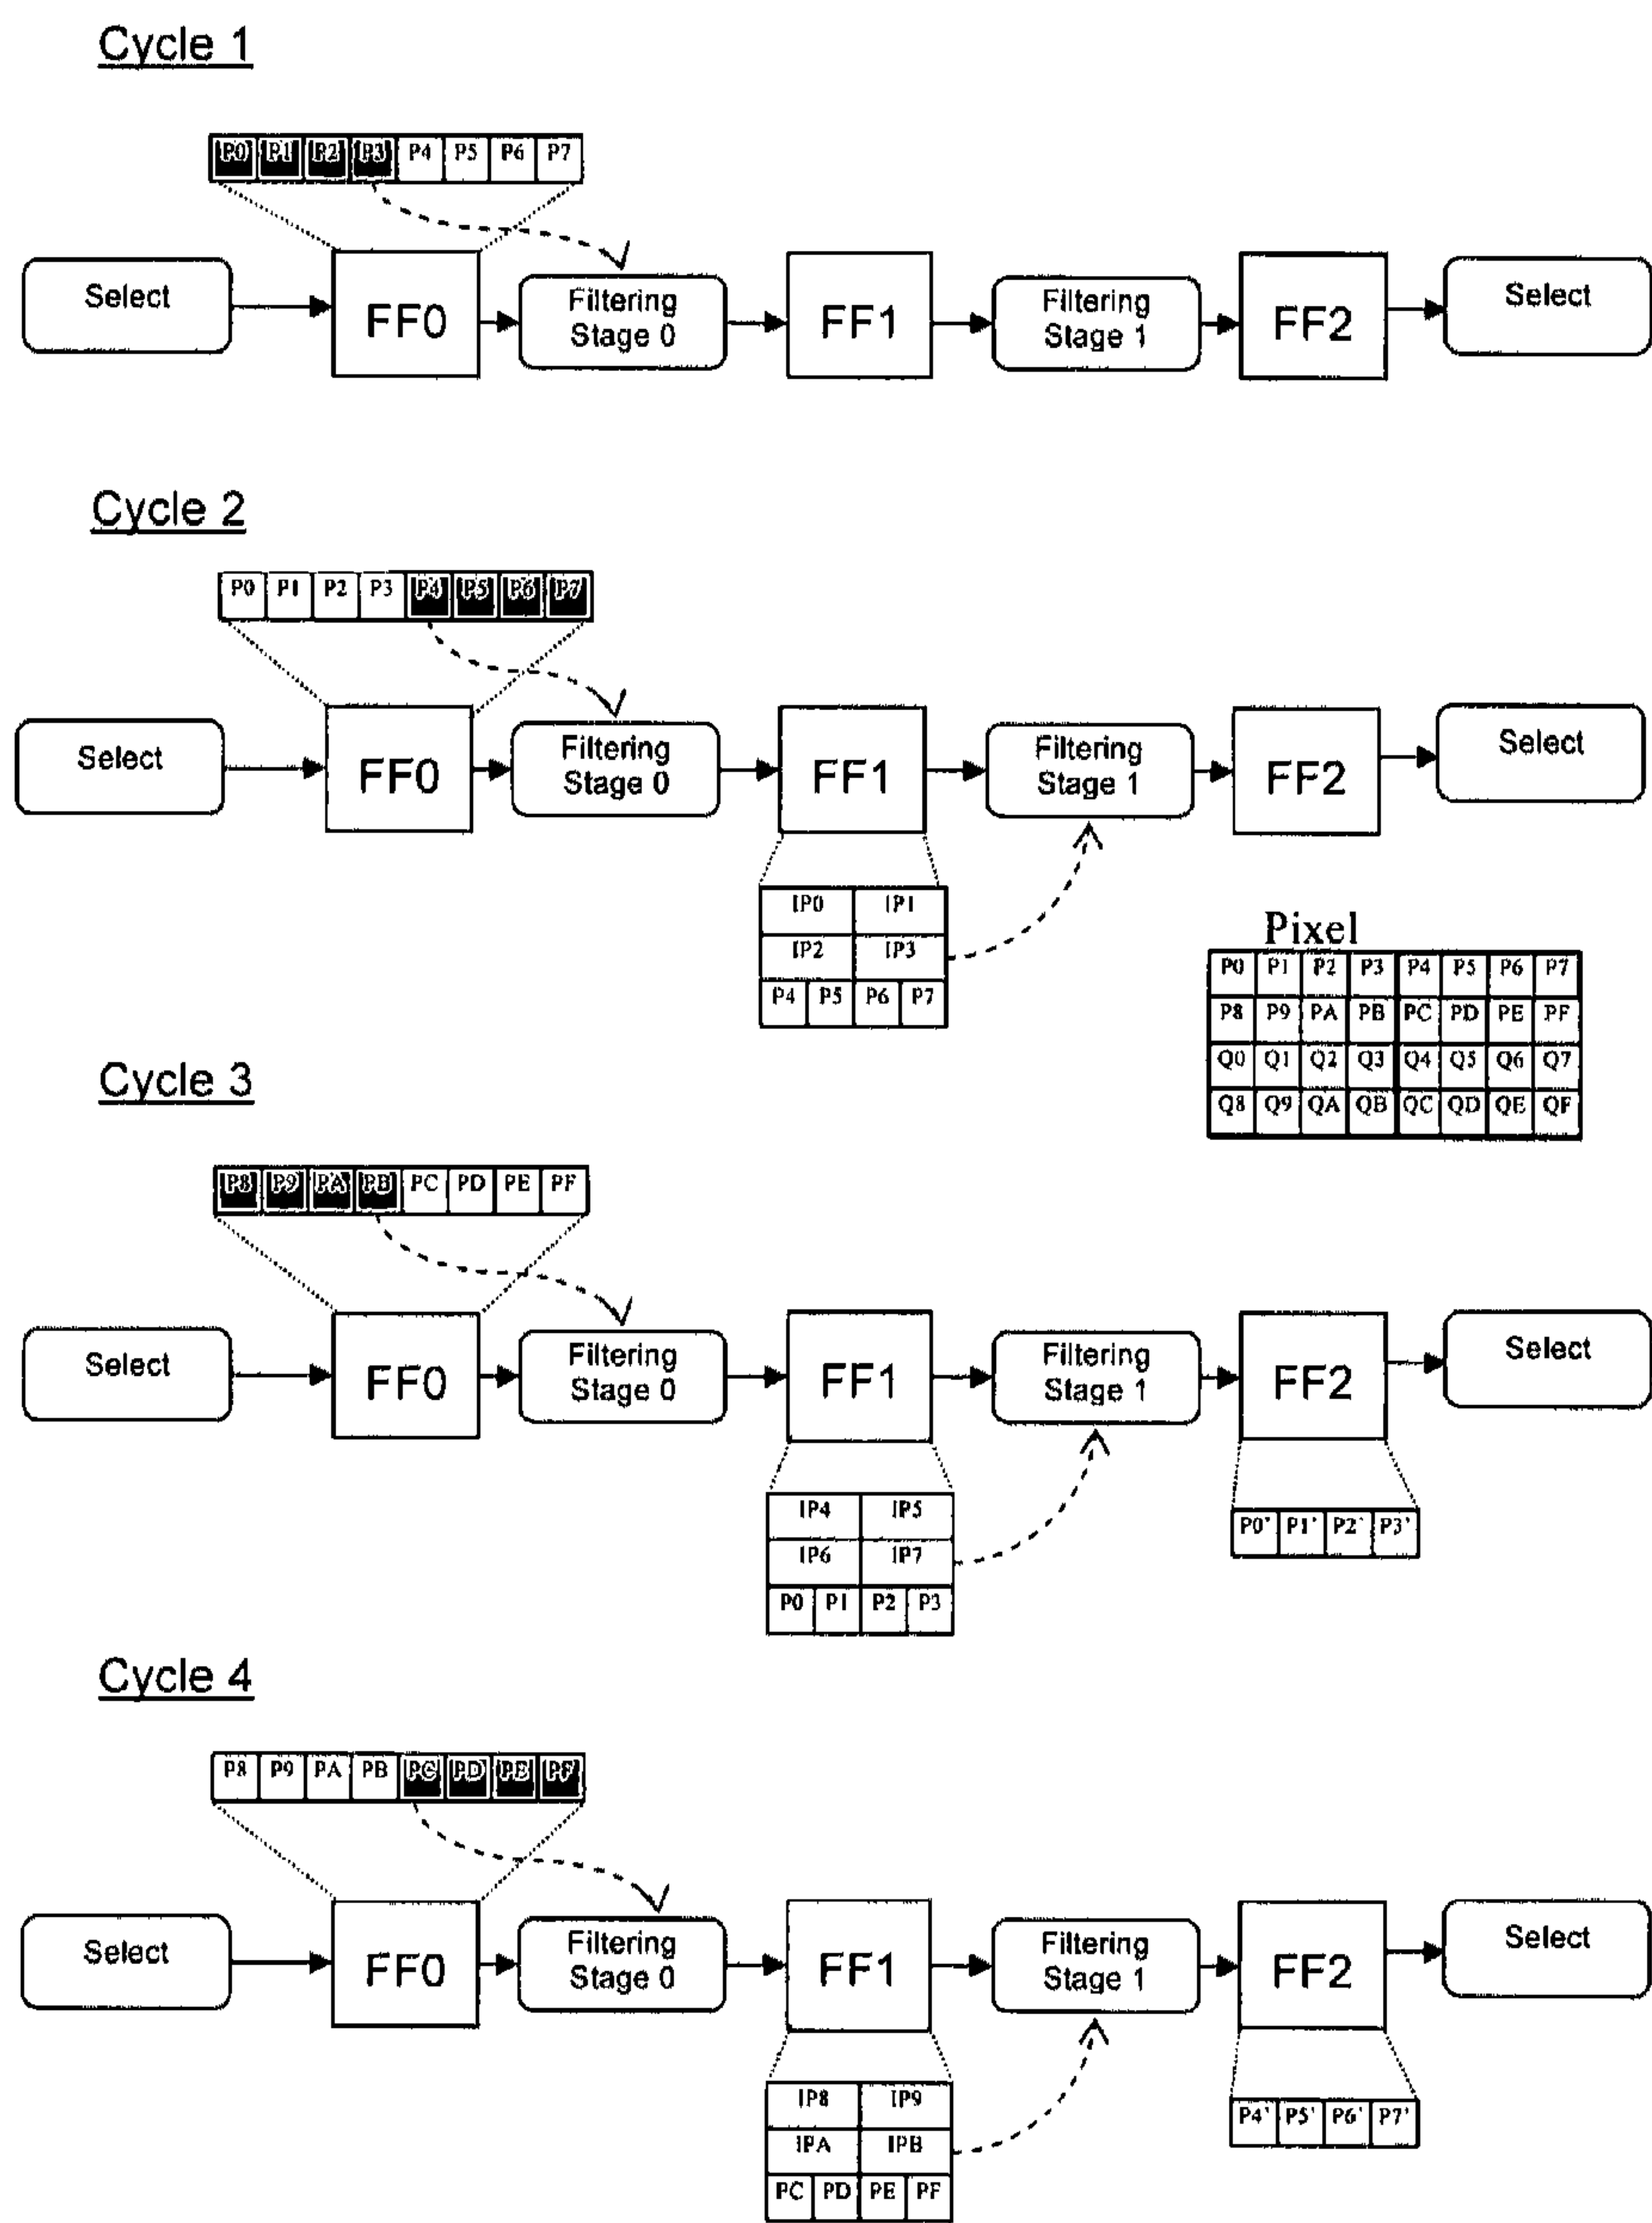 Cycle 1
P0 P1 P2 P3 P4 P5 P6 P7
Select FF0 Filtering Stage 0 FF1 Filtering Stage 1 FF2 Select
Cycle 2
P0 P1 P2 P3 P4 P5 P6 P7
Select FF0 Filtering Stage 0 FF1 Filtering Stage 1 FF2 Select
IP0 IP1
IP2 IP3
P4 P5 P6 P7
Pixel
P0 P1 P2 P3 P4 P5 P6 P7
P8 P9 PA PB PC PD PE PF
Q0 Q1 Q2 Q3 Q4 Q5 Q6 Q7
Q8 Q9 QA QB QC QD QE QF
Cycle 3
P8 P9 PA PB PC PD PE PF
Select FF0 Filtering Stage 0 FF1 Filtering Stage 1 FF2 Select
IP4 IP5
IP6 IP7
P0 P1 P2 P3
P0' P1' P2' P3'
Cycle 4
P8 P9 PA PB PC PD PE PF
Select FF0 Filtering Stage 0 FF1 Filtering Stage 1 FF2 Select
IP8 IP9
IPA IPB
PC PD PE PF
P4' P5' P6' P7'